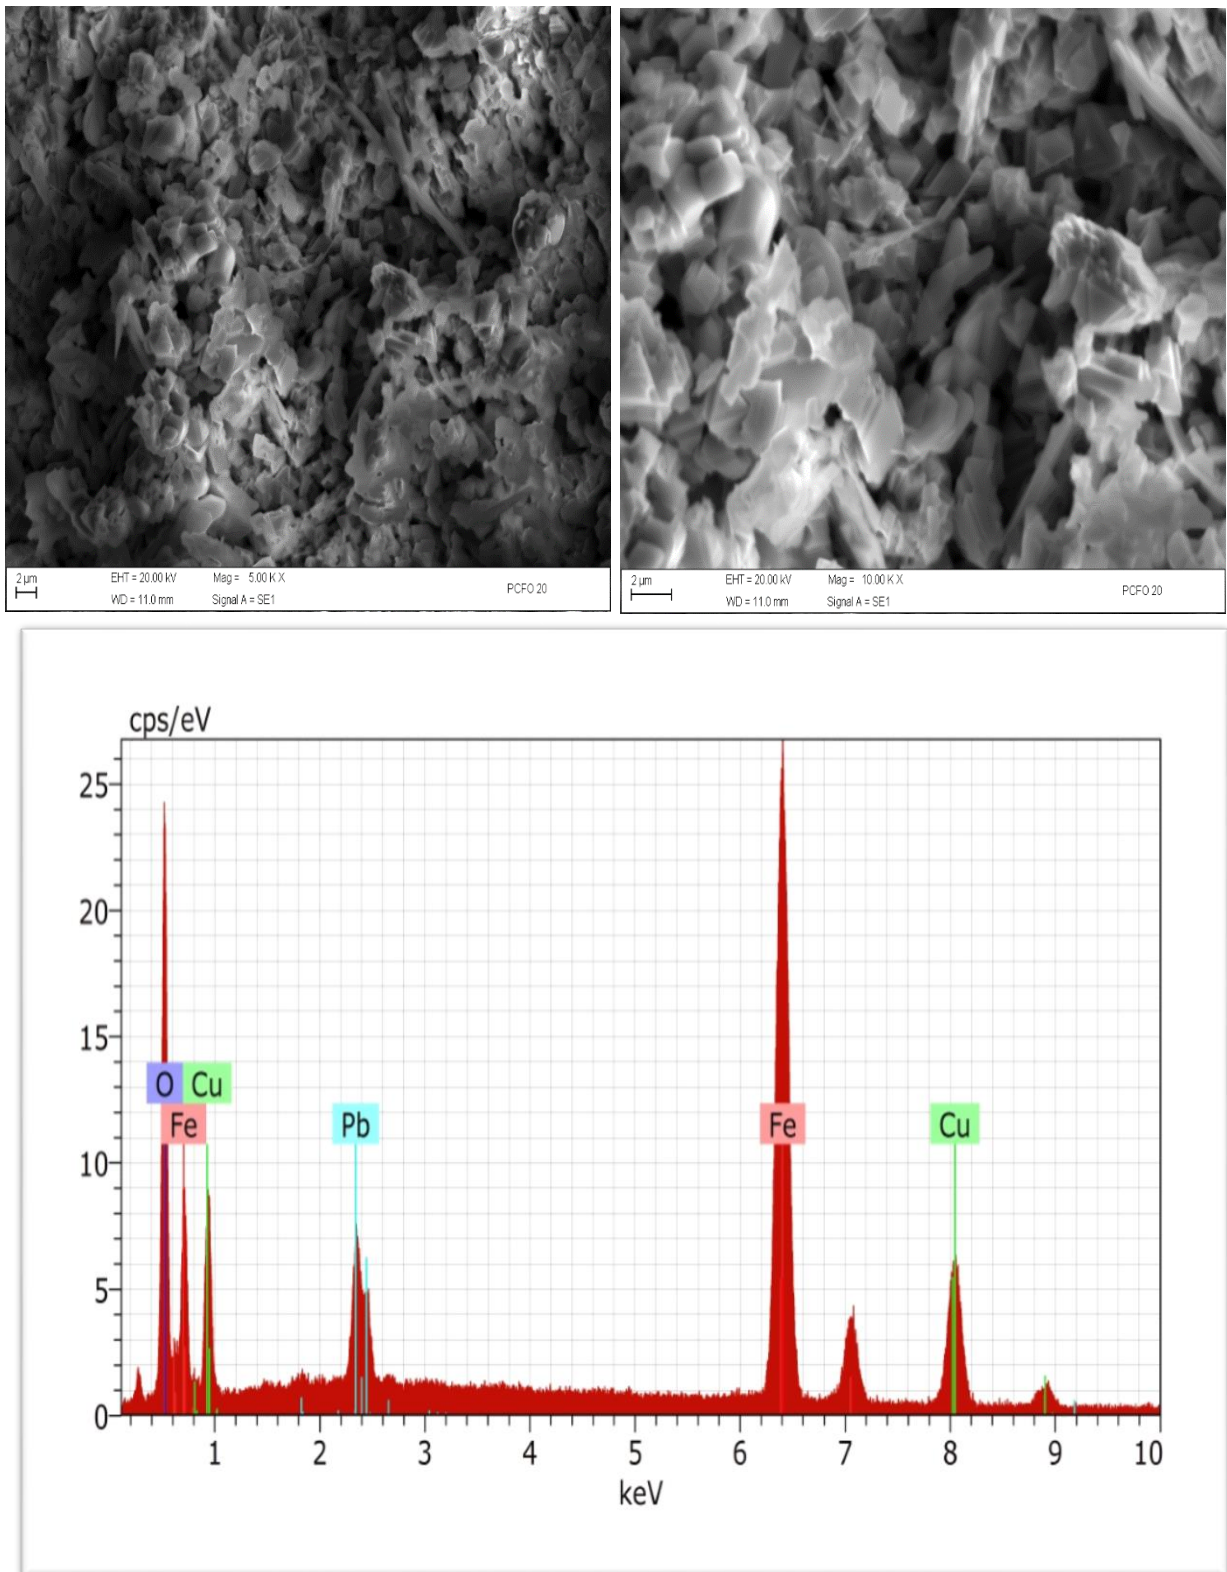 2 µm
EHT = 20.00 kV Mag = 5.00 K X
WD = 11.0 mm Signal A = SE1
PCFO 20
2 µm
EHT = 20.00 kV Mag = 10.00 K X
WD = 11.0 mm Signal A = SE1
PCFO 20
cps/eV
25
20
15
10
5
0
O Cu
Fe
Pb
Fe
Cu
1 2 3 4 5 6 7 8 9 10
keV